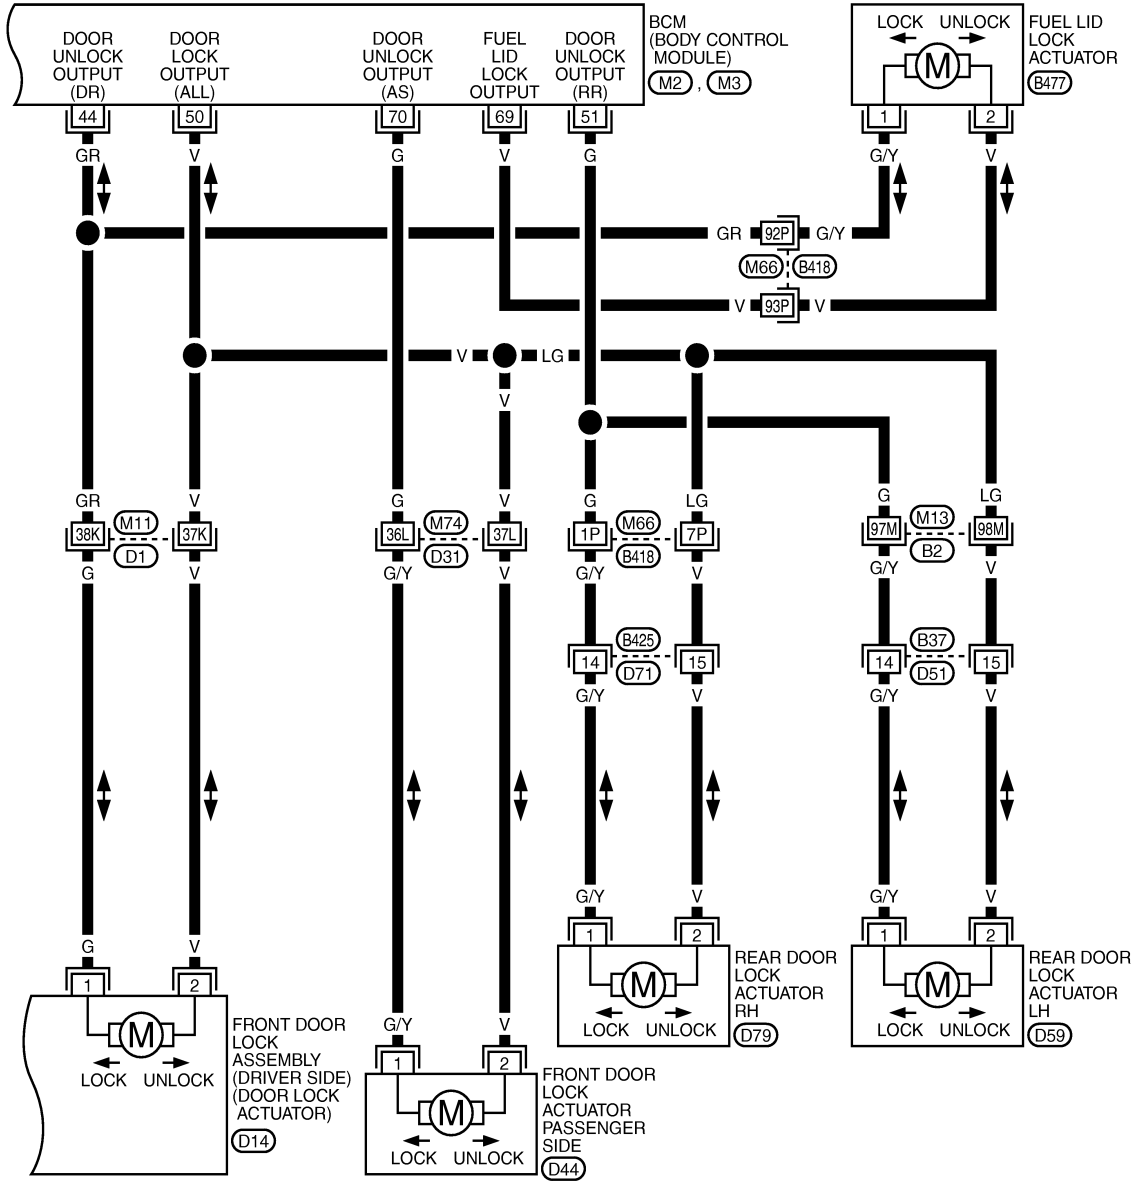 DOOR
UNLOCK
OUTPUT
(DR)
DOOR
LOCK
OUTPUT
(ALL)
DOOR
UNLOCK
OUTPUT
(AS)
FUEL
LID
LOCK
OUTPUT
DOOR
UNLOCK
OUTPUT
(RR)
BCM
(BODY CONTROL
MODULE)
M2 , M3
LOCK UNLOCK
M
FUEL LID
LOCK
ACTUATOR
B477
44 50 70 69 51 1 2
GR V G V G G/Y V
GR 92P G/Y
M66 B418
V 93P V
V LG
V
GR V G V G LG G LG
38K M11 37K 36L M74 37L 1P M66 7P 97M M13 98M
D1 D31 B418 B2
G V G/Y V G/Y V G/Y V
B425 B37
14 15 14 15
D71 D51
G/Y V G/Y V
G/Y V G/Y V
1 2 1 2
G V
1 2
M M
LOCK UNLOCK LOCK UNLOCK
REAR DOOR
LOCK
ACTUATOR
RH
D79
REAR DOOR
LOCK
ACTUATOR
LH
D59
M
LOCK UNLOCK
FRONT DOOR
LOCK
ASSEMBLY
(DRIVER SIDE)
(DOOR LOCK
ACTUATOR)
D14
G/Y V
1 2
M
LOCK UNLOCK
FRONT DOOR
LOCK
ACTUATOR
PASSENGER
SIDE
D44